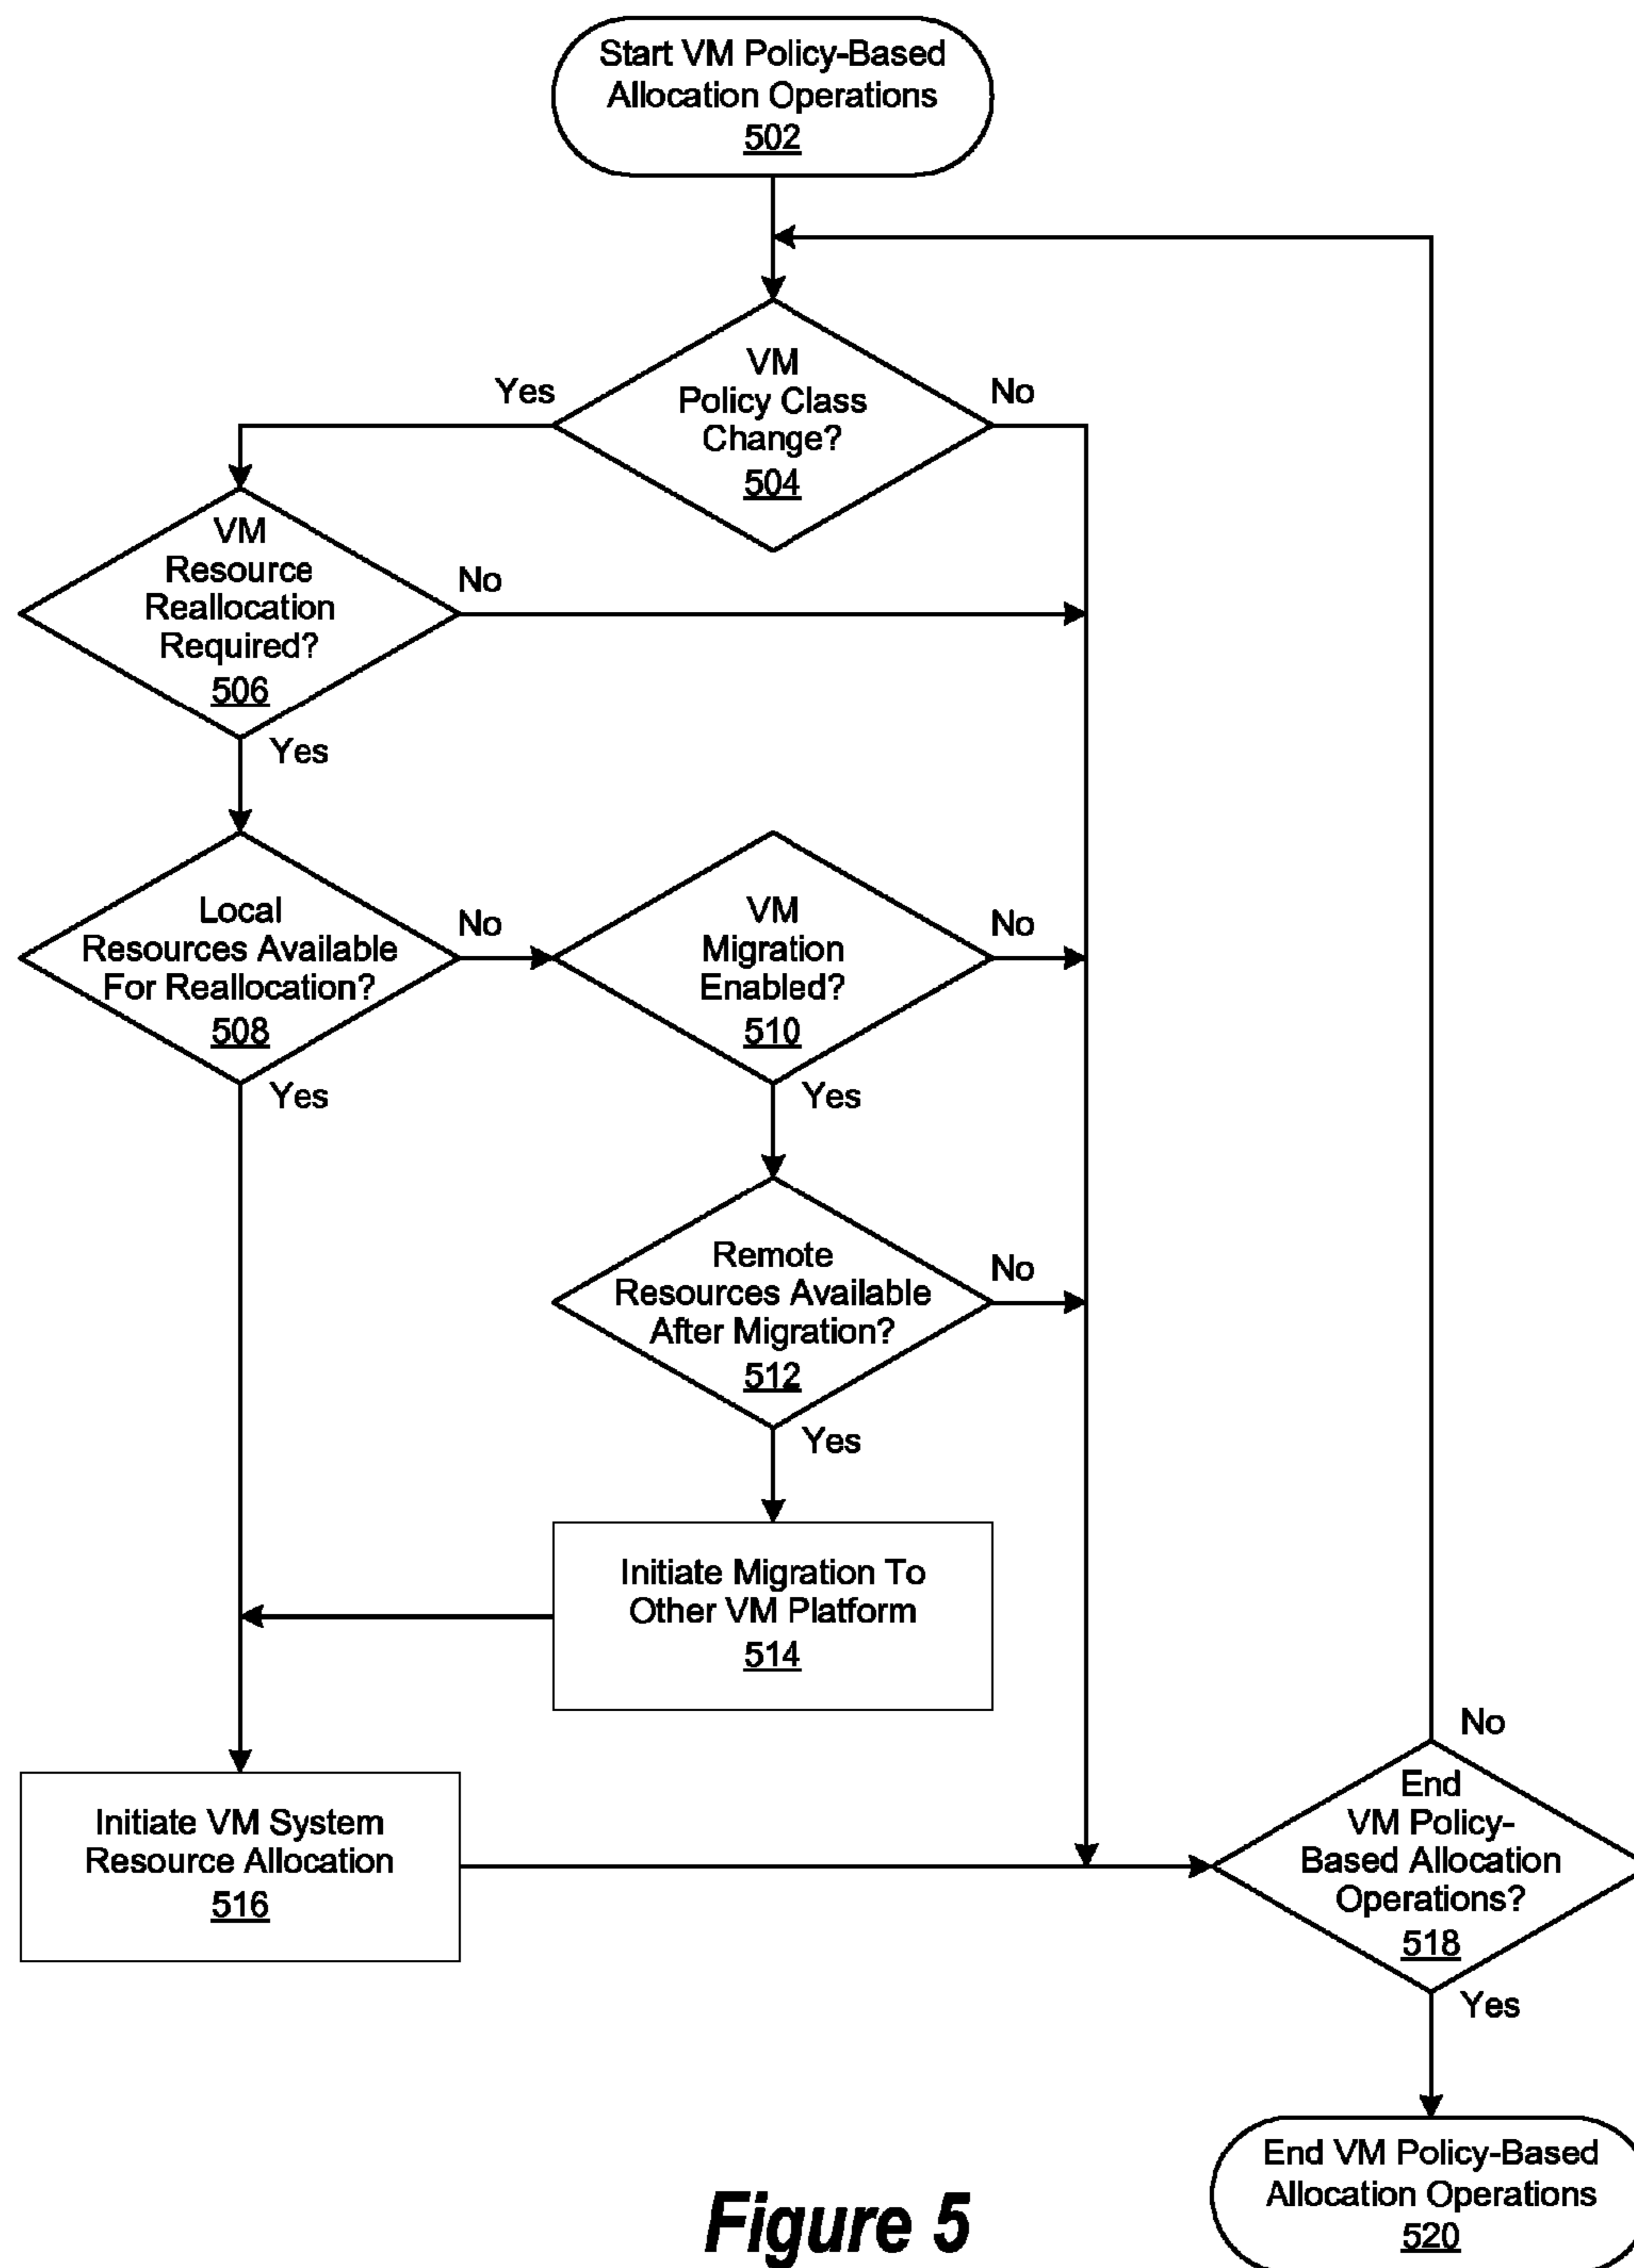 Start VM Policy-Based
Allocation Operations
502
VM
Policy Class
Change?
504
Yes
No
VM
Resource
Reallocation
Required?
506
No
Yes
Local
Resources Available
For Reallocation?
508
No
Yes
VM
Migration
Enabled?
510
No
Yes
Remote
Resources Available
After Migration?
512
No
Yes
Initiate Migration To
Other VM Platform
514
Initiate VM System
Resource Allocation
516
No
End
VM Policy-
Based Allocation
Operations?
518
Yes
End VM Policy-Based
Allocation Operations
520
Figure 5